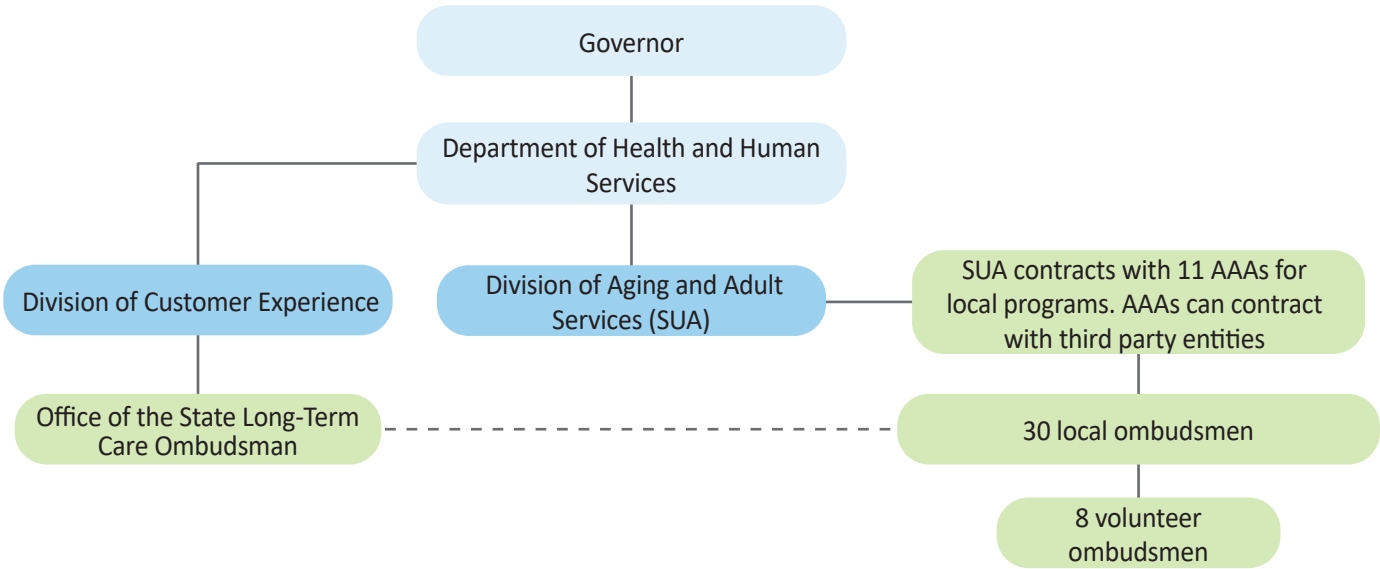 Governor
Department of Health and Human
Services
Division of Customer Experience
Division of Aging and Adult
Services (SUA)
SUA contracts with 11 AAAs for
local programs. AAAs can contract
with third party entities
Office of the State Long-Term
Care Ombudsman
30 local ombudsmen
8 volunteer
ombudsmen